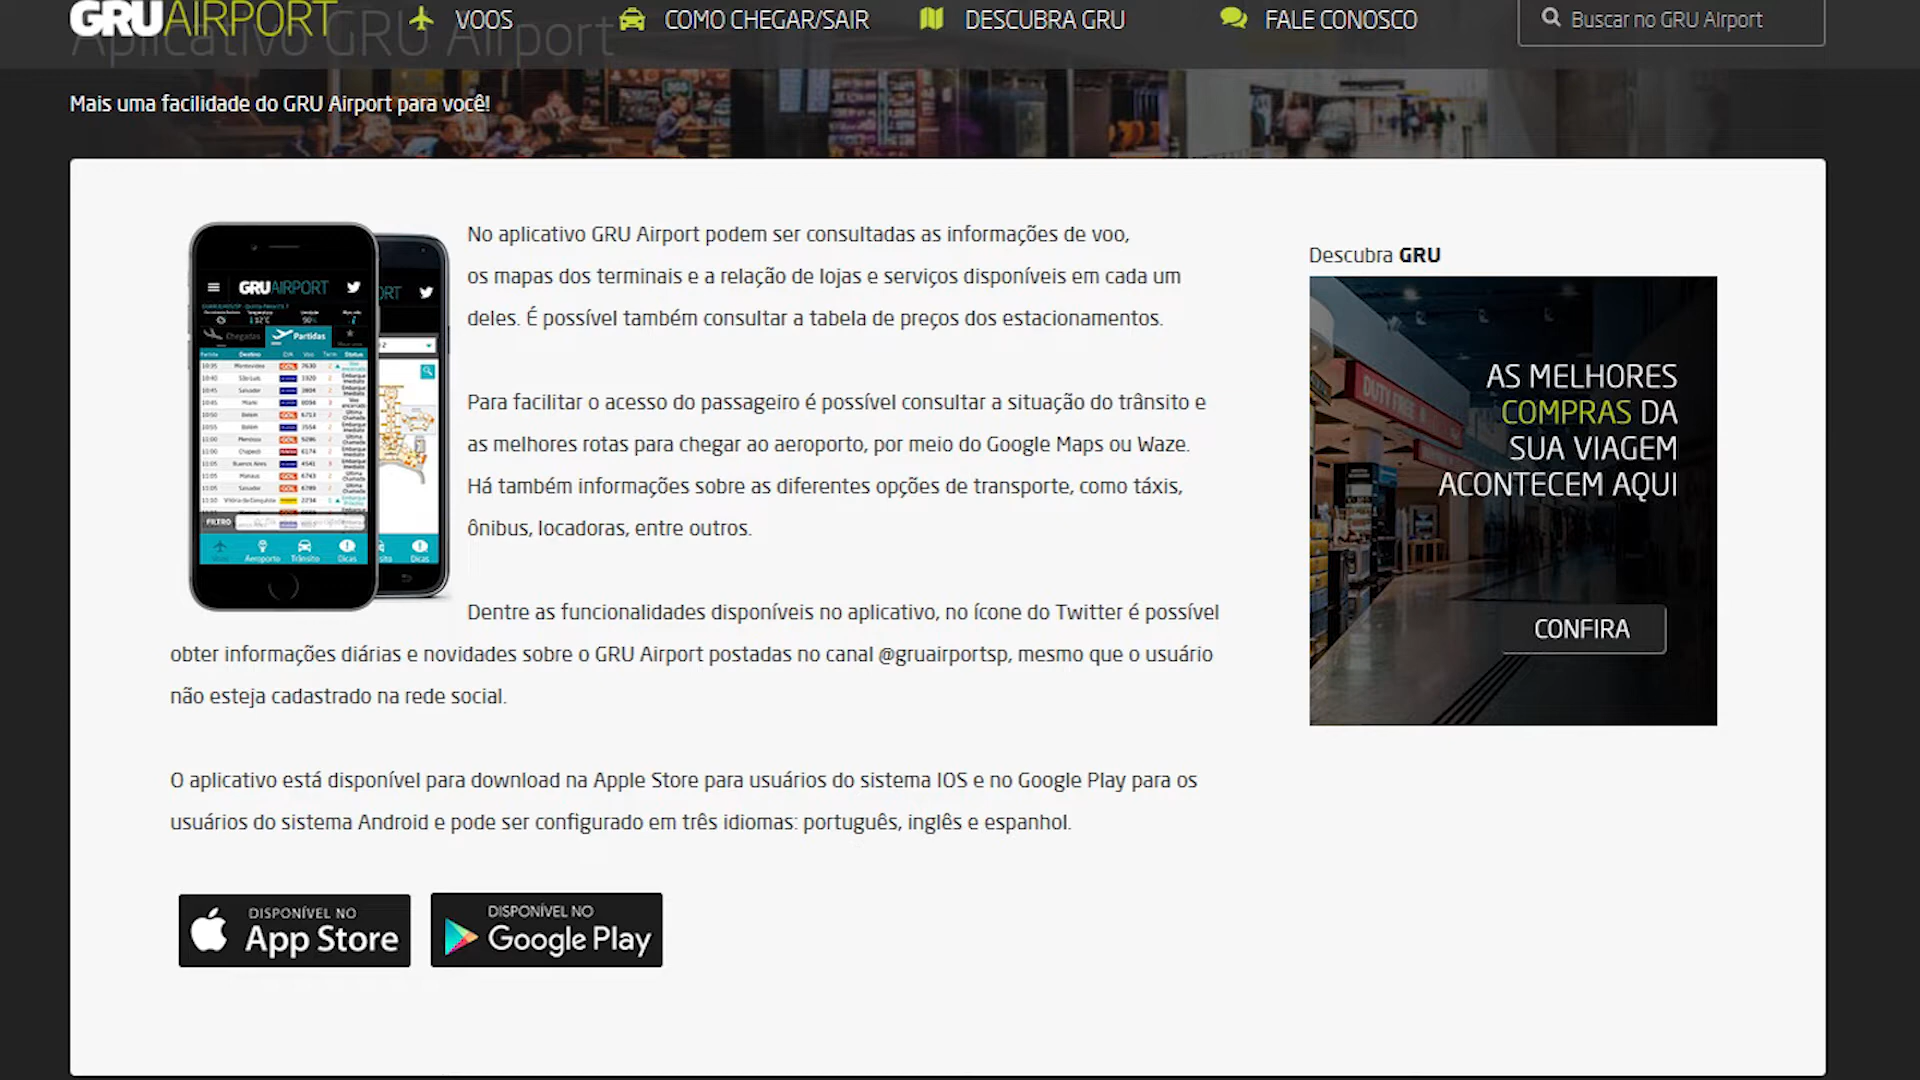 GRUAIRPORT
VOOS
COMO CHEGAR/SAIR
DESCUBRA GRU
FALE CONOSCO
Buscar no GRU AIrport
Aplicativo GRU Airport
Mais uma facilidade do GRU Airport para você!
GRUAIRPORT
Chegadas
Partidas
FILTRO
Aeroporto
Trânsito
Dicas
Dicas
No aplicativo GRU Airport podem ser consultadas as informações de voo,
os mapas dos terminais e a relação de lojas e serviços disponíveis em cada um
deles. É possível também consultar a tabela de preços dos estacionamentos.
Para facilitar o acesso do passageiro é possível consultar a situação do trânsito e
as melhores rotas para chegar ao aeroporto, por meio do Google Maps ou Waze.
Há também informações sobre as diferentes opções de transporte, como táxis,
ônibus, locadoras, entre outros.
Dentre as funcionalidades disponíveis no aplicativo, no ícone do Twitter é possível
obter informações diárias e novidades sobre o GRU Airport postadas no canal @gruairportsp, mesmo que o usuário
não esteja cadastrado na rede social.
O aplicativo está disponível para download na Apple Store para usuários do sistema IOS e no Google Play para os
usuários do sistema Android e pode ser configurado em três idiomas: português, inglês e espanhol.
DISPONÍVEL NO
App Store
DISPONÍVEL NO
Google Play
Descubra GRU
DUTY FREE
AS MELHORES
COMPRAS DA
SUA VIAGEM
ACONTECEM AQUI
CONFIRA